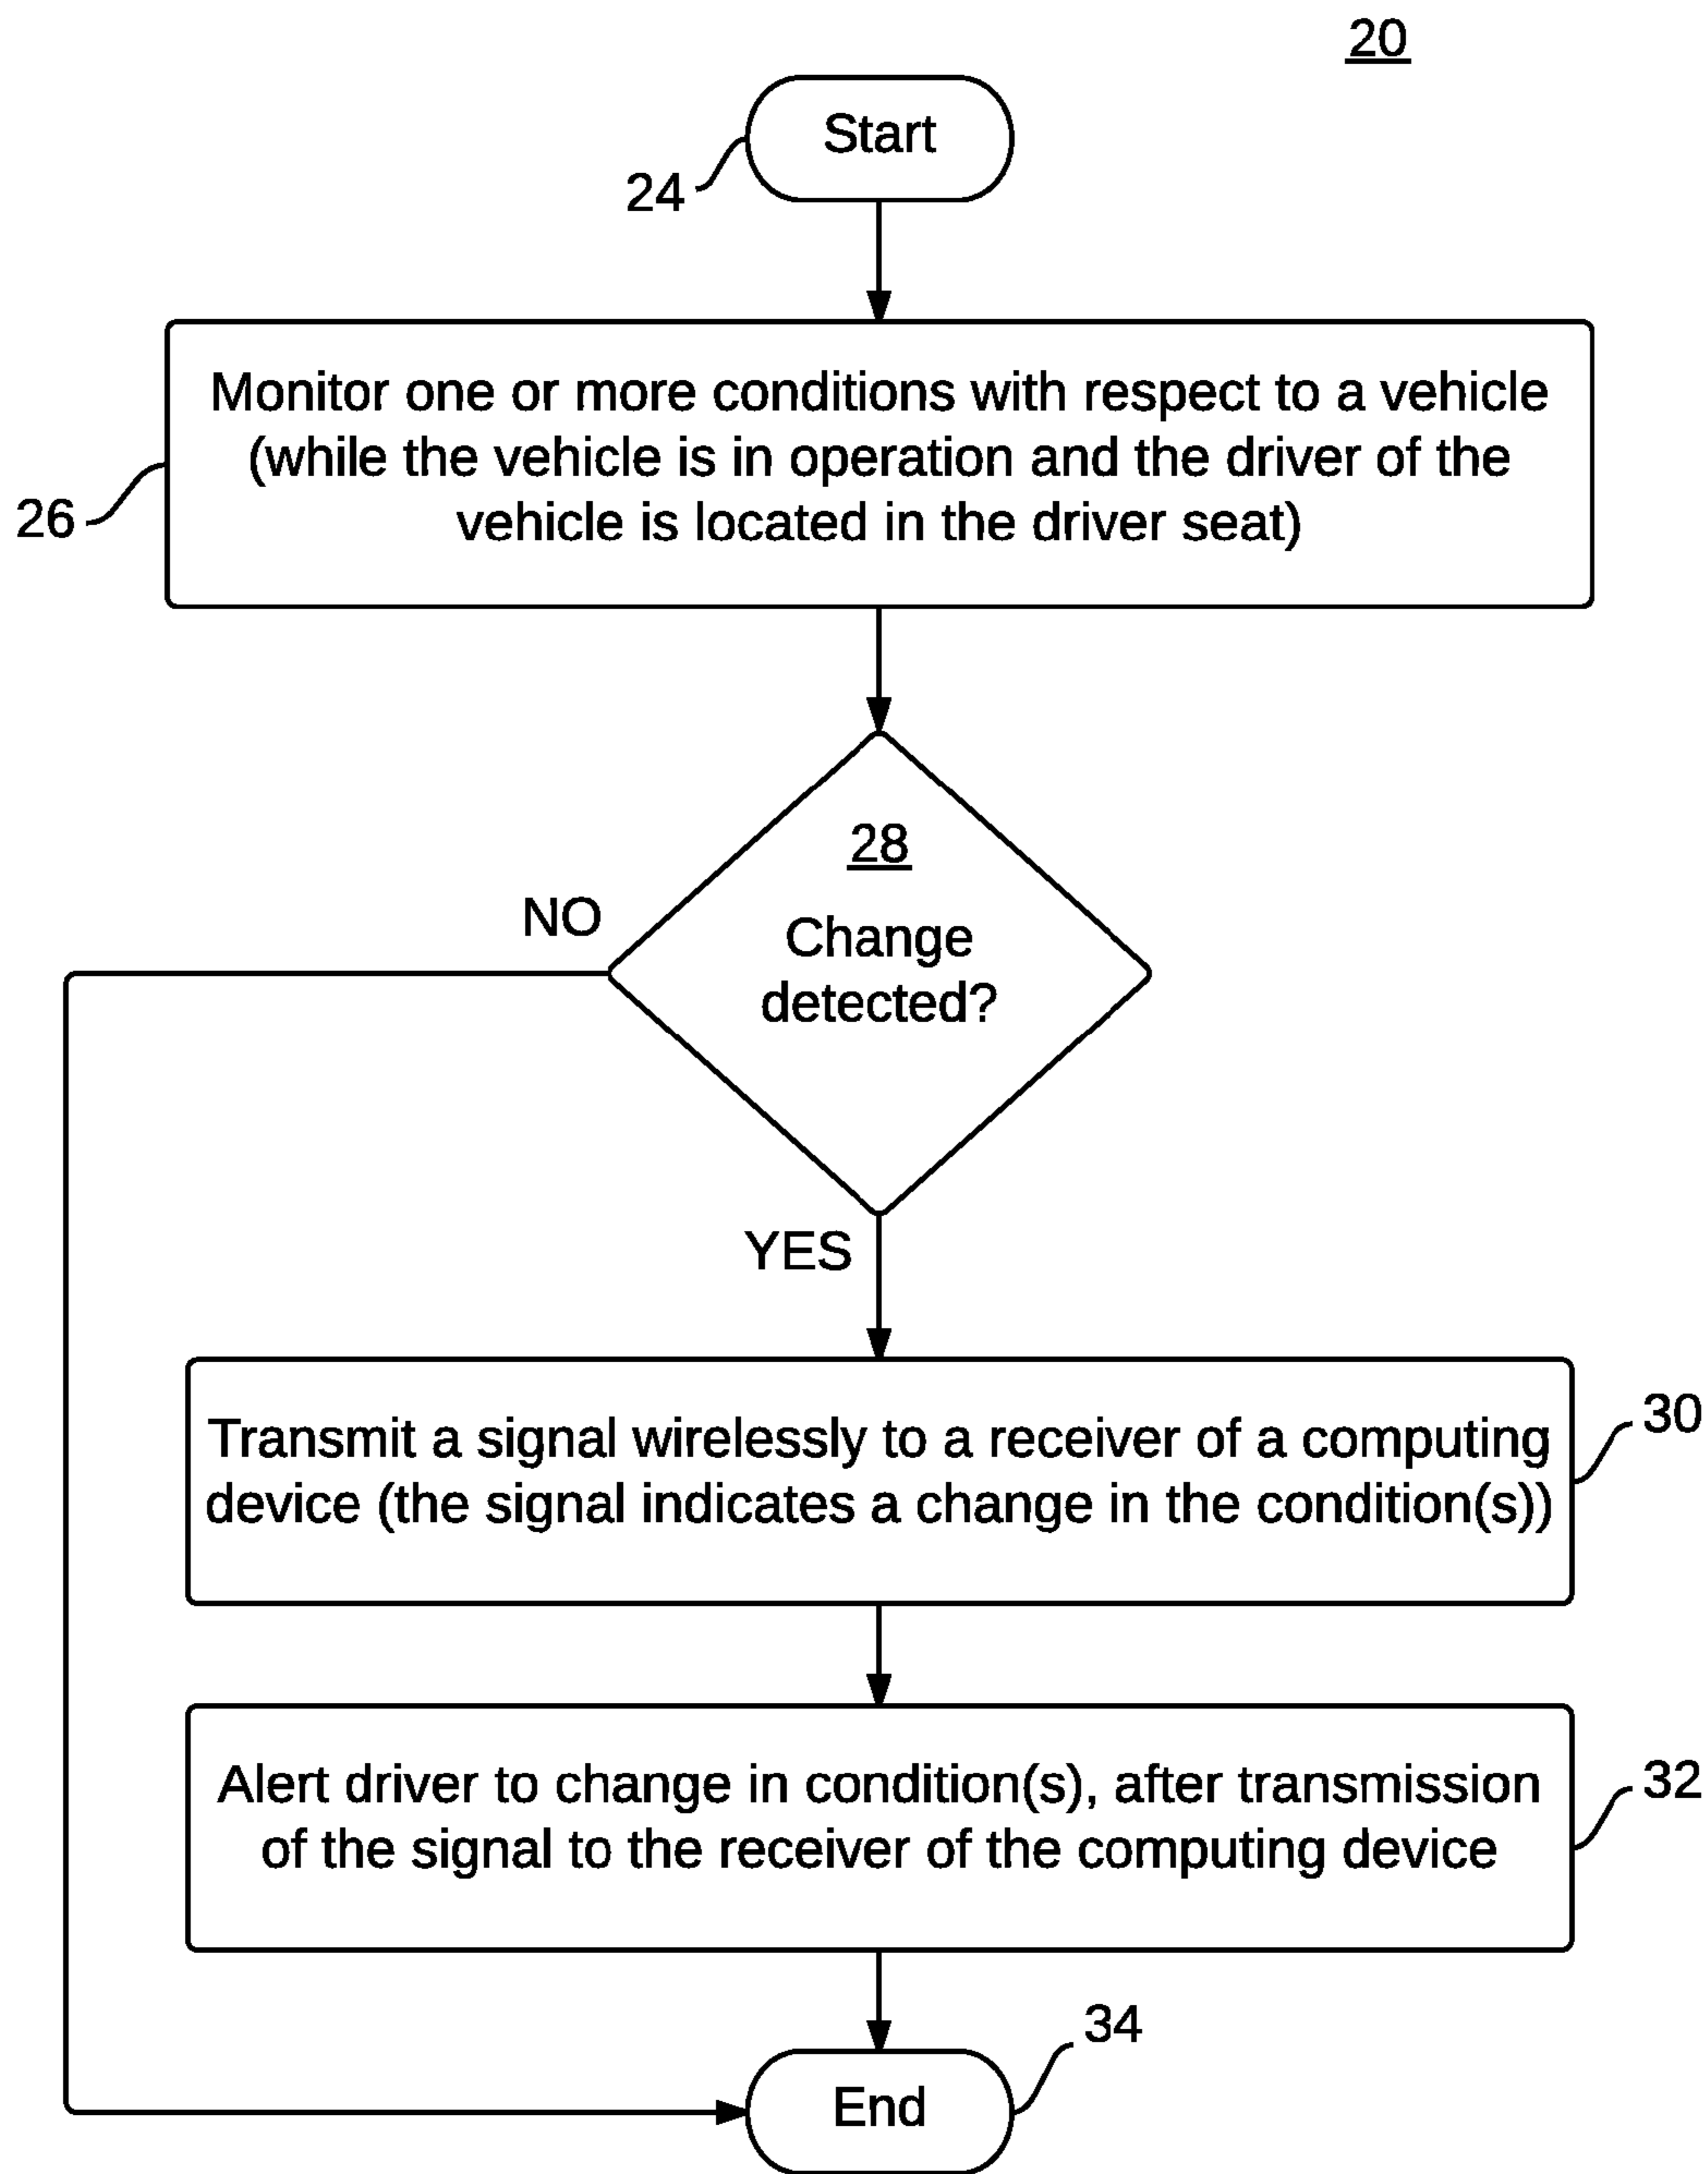 20
Start
24
Monitor one or more conditions with respect to a vehicle
(while the vehicle is in operation and the driver of the
vehicle is located in the driver seat)
26
28
Change
detected?
NO
YES
Transmit a signal wirelessly to a receiver of a computing
device (the signal indicates a change in the condition(s))
30
Alert driver to change in condition(s), after transmission
of the signal to the receiver of the computing device
32
34
End